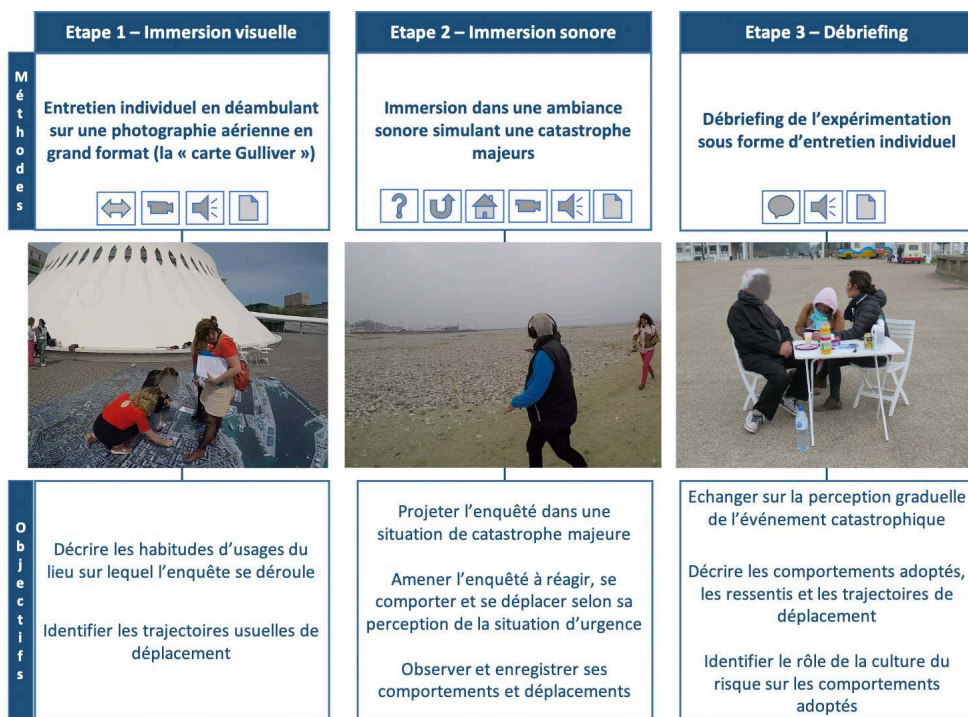 Etape 1 – Immersion visuelle
Etape 2 – Immersion sonore
Etape 3 – Débriefing
Méthodes
Entretien individuel en déambulant
sur une photographie aérienne en
grand format (la « carte Gulliver »)
Immersion dans une ambiance
sonore simulant une catastrophe
majeurs
?
Débriefing de l’expérimentation
sous forme d’entretien individuel
Objectifs
Décrire les habitudes d’usages du
lieu sur lequel l’enquête se déroule
Identifier les trajectoires usuelles de
déplacement
Projeter l’enquêté dans une
situation de catastrophe majeure
Amener l’enquêté à réagir, se
comporter et se déplacer selon sa
perception de la situation d’urgence
Observer et enregistrer ses
comportements et déplacements
Echanger sur la perception graduelle
de l’événement catastrophique
Décrire les comportements adoptés,
les ressentis et les trajectoires de
déplacement
Identifier le rôle de la culture du
risque sur les comportements
adoptés